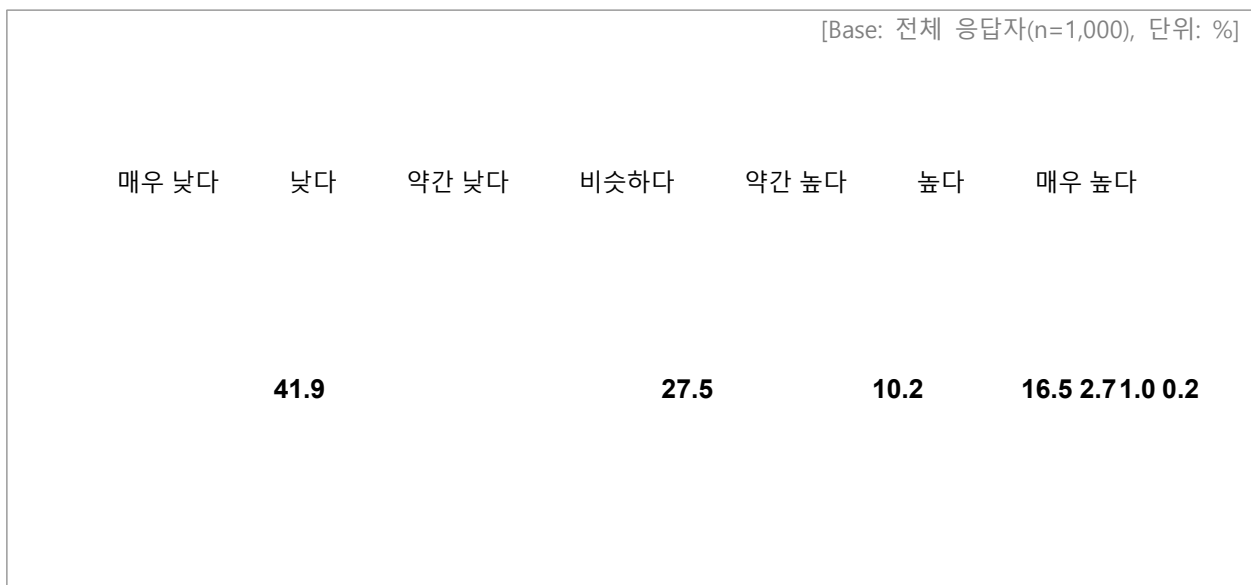 [Base: 전체 응답자(n=1,000), 단위: %]
매우 낮다 낮다 약간 낮다 비슷하다 약간 높다 높다 매우 높다
41.9 27.5 10.2 16.5 2.7 1.0 0.2